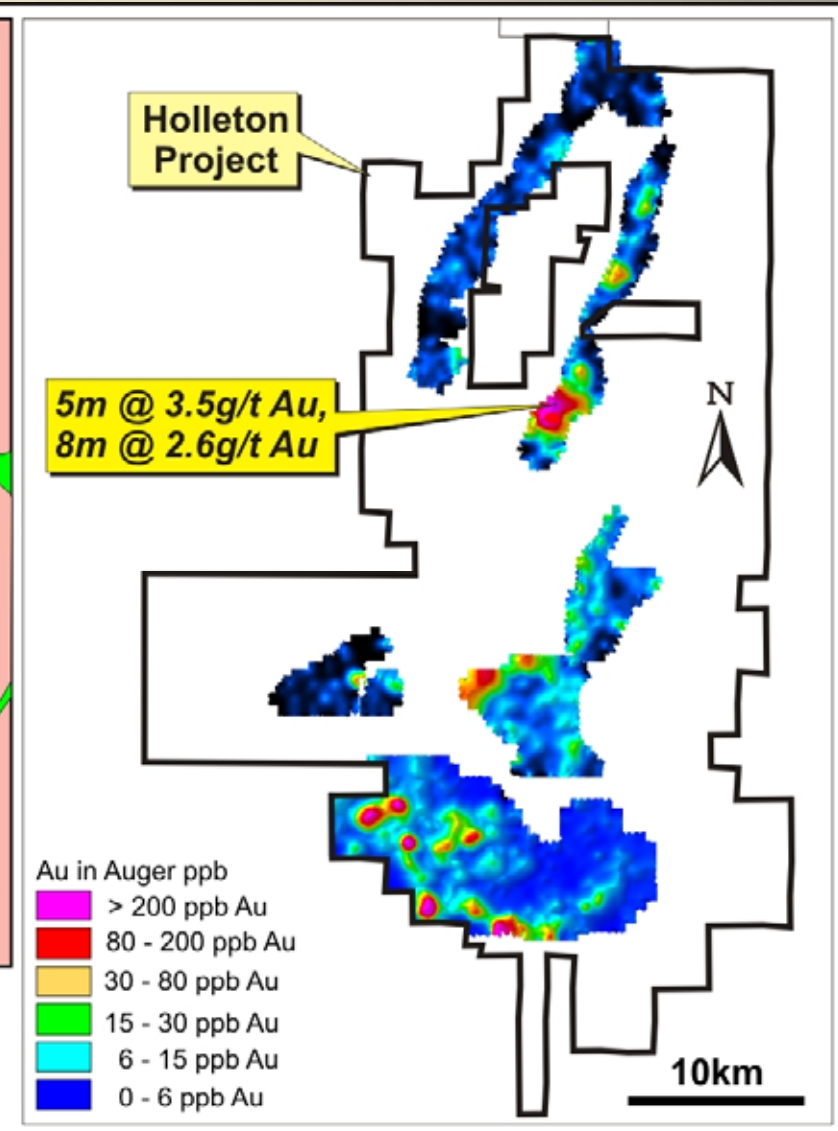 Holleton
Project
5m @ 3.5g/t Au,
8m @ 2.6g/t Au
N
Au in Auger ppb
> 200 ppb Au
80 - 200 ppb Au
30 - 80 ppb Au
15 - 30 ppb Au
6 - 15 ppb Au
0 - 6 ppb Au
10km